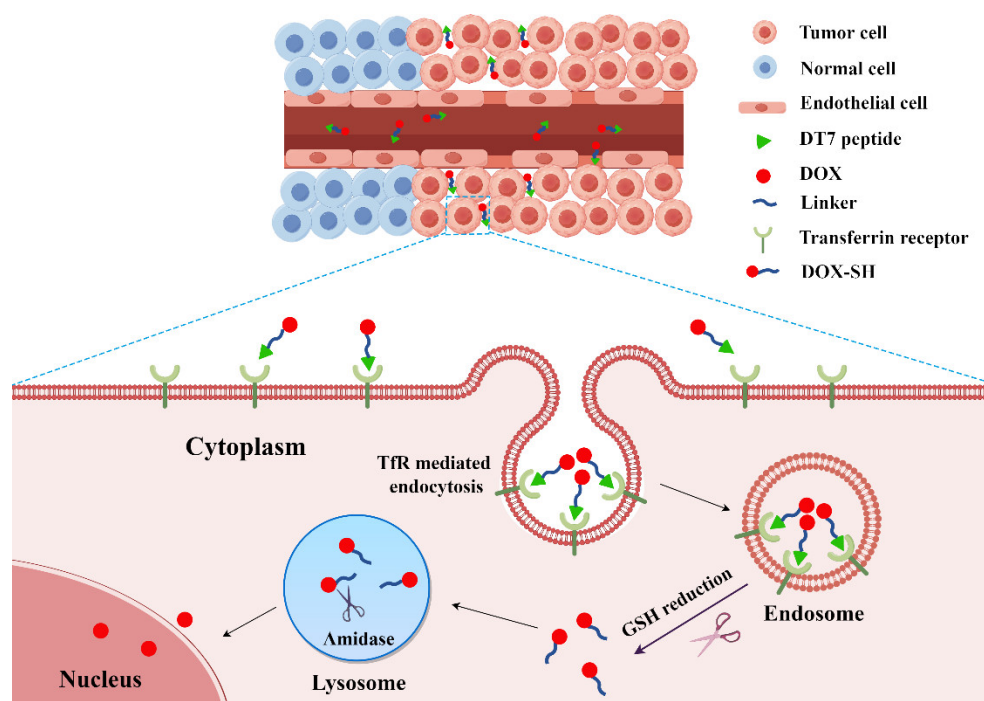 Tumor cell
Normal cell
Endothelial cell
DT7 peptide
DOX
Linker
Transferrin receptor
DOX-SH
Cytoplasm
TfR mediated
endocytosis
Endosome
GSH reduction
Amidase
Lysosome
Nucleus